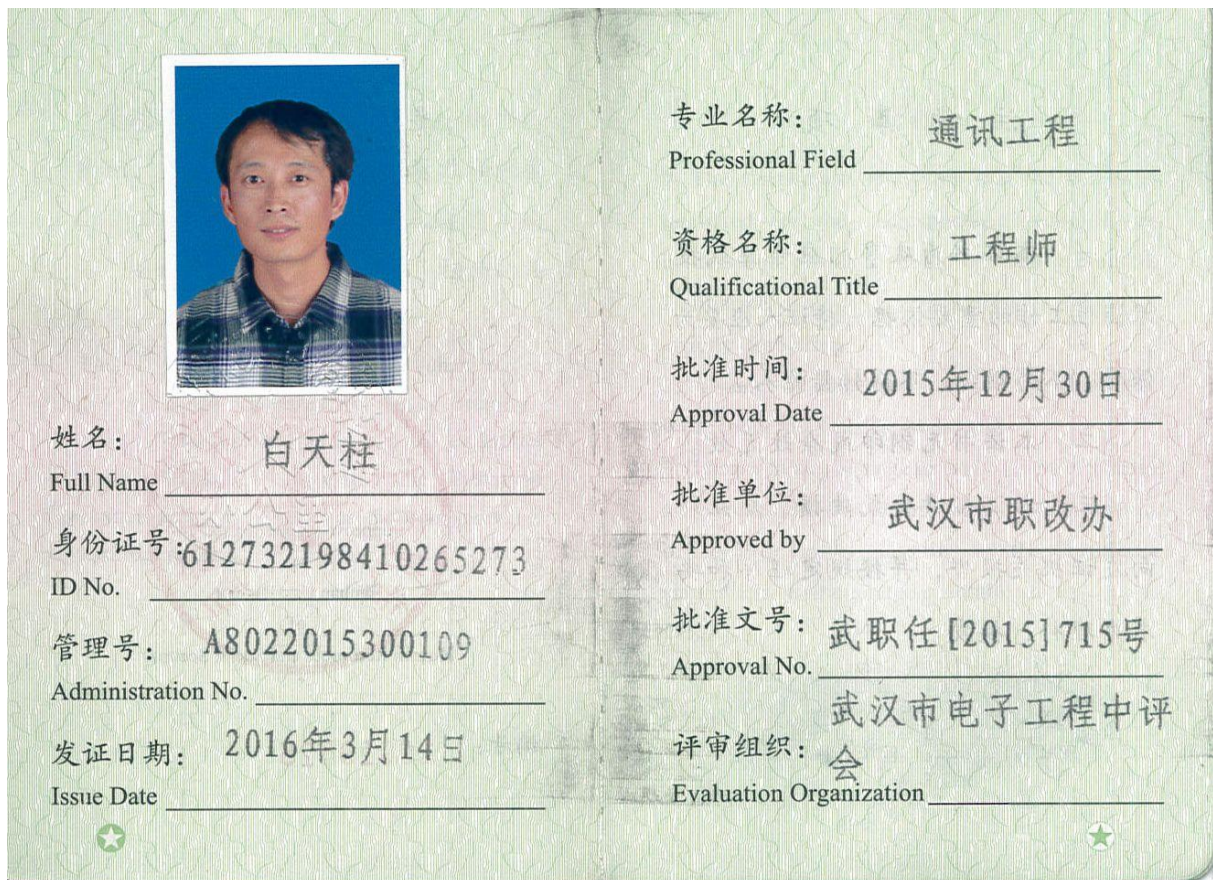 姓名：
白天柱
Full Name
身份证号：612732198410265273
ID No.
管理号：
A8022015300109
Administration No.
发证日期：
2016年3月14日
Issue Date
专业名称：
通讯工程
Professional Field
资格名称：
工程师
Qualificational Title
批准时间：
2015年12月30日
Approval Date
批准单位：
武汉市职改办
Approved by
批准文号：
武职任[2015]715号
Approval No.
武汉市电子工程中评
评审组织：
会
Evaluation Organization